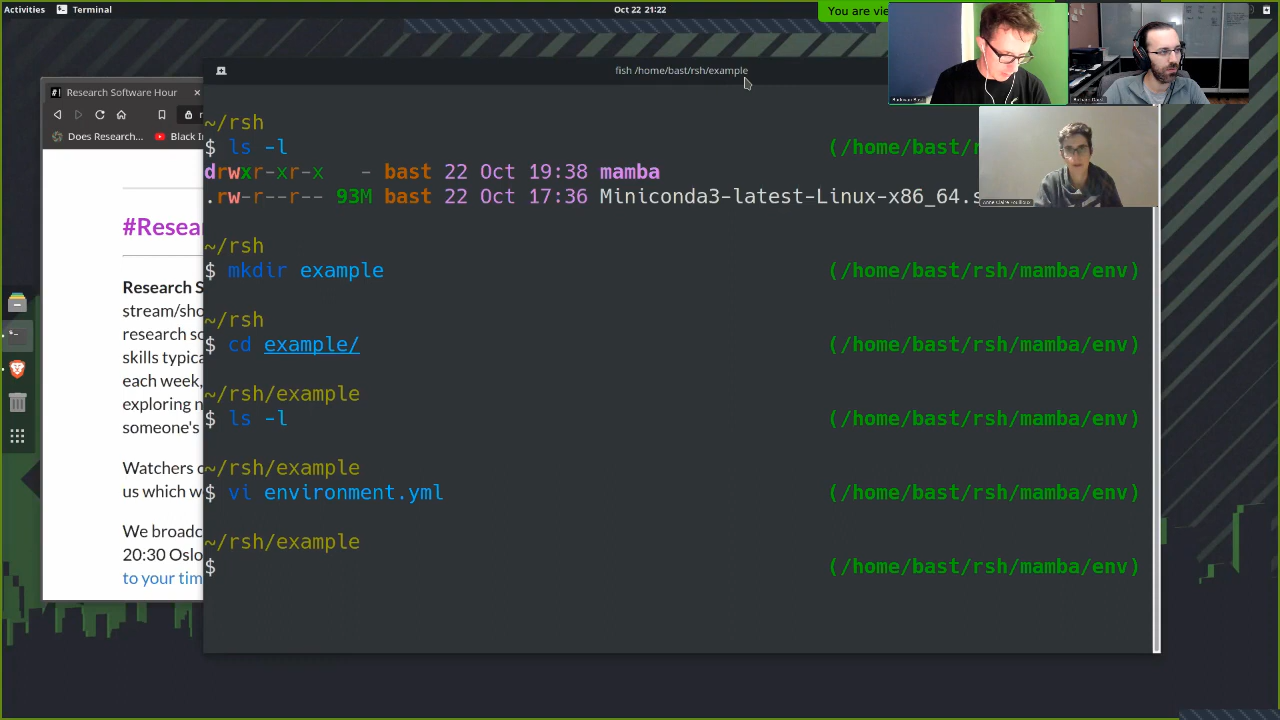 Activities
Terminal
Oct 22 21:22
You are vie
Research Software Hour
Does Research...
Black I
#Resear
Research S
stream/sho
research so
skills typica
each week,
exploring n
someone's
Watchers c
us which w
We broadc
20:30 Oslo
to your tim
fish /home/bast/rsh/example
~/rsh
$ ls -l (/home/bast/r
drwxr-xr-x - bast 22 Oct 19:38 mamba
.rw-r--r-- 93M bast 22 Oct 17:36 Miniconda3-latest-Linux-x86_64.s
~/rsh
$ mkdir example (/home/bast/rsh/mamba/env)
~/rsh
$ cd example/ (/home/bast/rsh/mamba/env)
~/rsh/example
$ ls -l (/home/bast/rsh/mamba/env)
~/rsh/example
$ vi environment.yml (/home/bast/rsh/mamba/env)
~/rsh/example
$ (/home/bast/rsh/mamba/env)